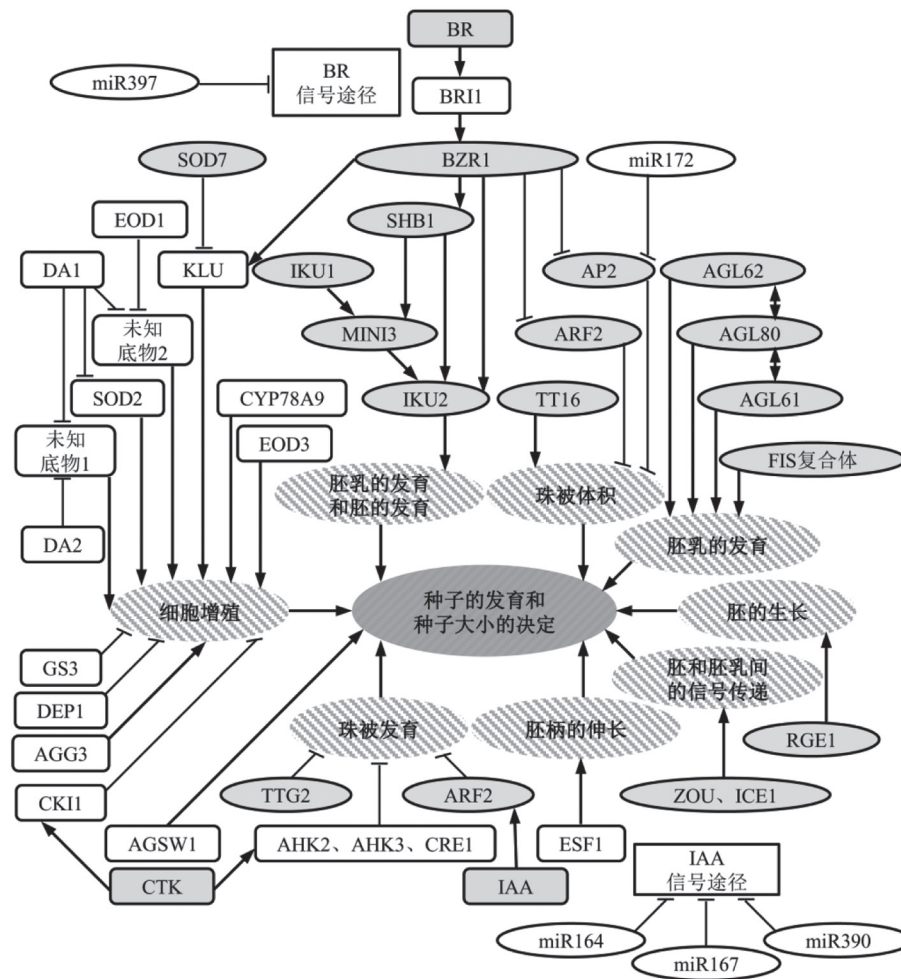 BR
miR397
BR
信号途径
BRI1
SOD7
BZR1
miR172
EOD1
SHB1
DA1
KLU
IKU1
AP2
AGL62
未知
底物2
MINI3
ARF2
AGL80
SOD2
CYP78A9
IKU2
TT16
AGL61
未知
底物1
EOD3
FIS复合体
胚乳的发育
和胚的发育
珠被体积
DA2
胚乳的发育
细胞增殖
种子的发育和
种子大小的决定
胚的生长
GS3
胚和胚乳间
的信号传递
DEP1
珠被发育
胚柄的伸长
AGG3
RGE1
CKI1
TTG2
ARF2
ZOU、ICE1
AGSW1
AHK2、AHK3、CRE1
ESF1
CTK
IAA
IAA
信号途径
miR164
miR167
miR390